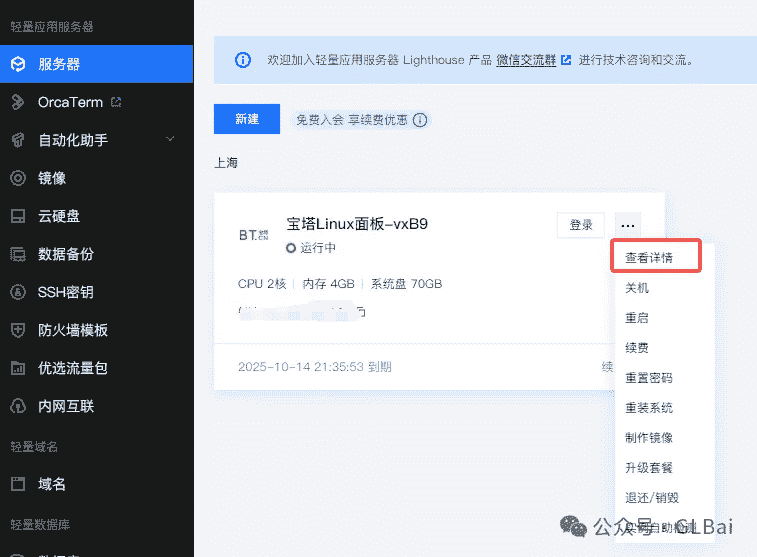 轻量应用服务器
服务器
OrcaTerm
自动化助手
镜像
云硬盘
数据备份
SSH密钥
防火墙模板
优选流量包
内网互联
轻量域名
域名
轻量数据库
欢迎加入轻量应用服务器 Lighthouse 产品 微信交流群 进行技术咨询和交流。
新建 免费入会 享续费优惠
上海
BT.
宝塔Linux面板-vxB9
运行中
登录 ...
CPU 2核 内存 4GB 系统盘 70GB
2025-10-14 21:35:53 到期
续
查看详情
关机
重启
续费
重置密码
重装系统
制作镜像
升级套餐
退还/销毁
实例自动检测
公众号 · GLBai